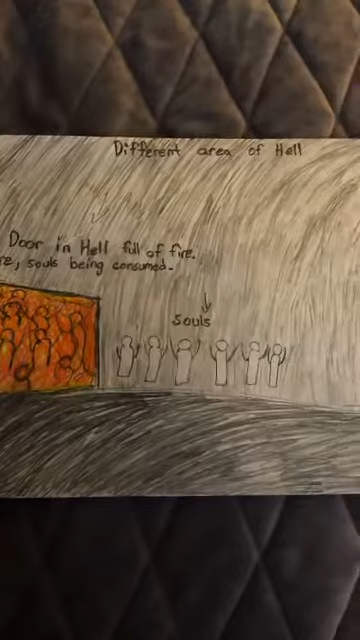 Different area of Hell
Door in Hell full of fire.
souls being consumed.
souls